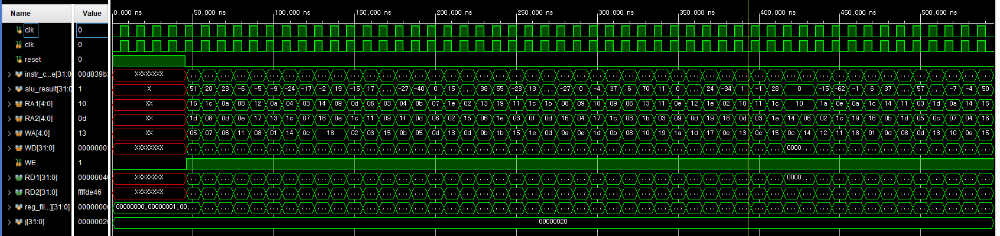 Name Value 0,000 ns 50,000 ns 100,000 ns 150,000 ns 200,000 ns 250,000 ns 300,000 ns 350,000 ns 400,000 ns 450,000 ns 500,000 ns
clk 0
clk 0
reset 0
instr_c...e[31:0 00d839b XXXXXXXX
alu_result[31:0 1 X 51 20 23 -6 -5 -9 -24 -17 -2 19 -15 17 ... -27 -40 0 15 ... 38 55 -23 13 ... -27 0 -4 37 6 70 11 0 ... 24 -34 1 -1 28 0 -15 -62 -1 6 37 ... 57 ... -7 -4 50
RA1[4:0] 10 XX 16 1c 0a 08 12 0a 04 03 14 09 0d 06 03 04 0b 07 1e 02 13 19 11 1c 1b 08 09 18 09 06 13 11 0e 1e 02 10 11 1c 10 1a 0e 0a 1c 14 11 03 1d 0a 14 15
RA2[4:0] 0d XX 1d 08 0d 0e 17 13 1c 07 16 0a 1c 11 09 1f 0d 06 02 15 06 1e 03 0f 0d 16 04 17 1c 03 0b 03 0d 19 18 0d 03 1a 14 06 02 1c 19 16 1d 05 0c 07 04 16
WA[4:0] 13 XX 05 07 06 11 08 01 14 0c 18 02 03 15 0b 05 0d 13 0d 0b 1b 15 1e 0d 0a 0e 1d 0b 08 19 1a 1d 17 0e 13 0c 15 0c 14 12 11 18 01 0d 08 0d 13 10 0a 15
WD[31:0] 0000000 XXXXXXXX 0000...
WE 1
RD1[31:0] 0000004 XXXXXXXX 0000...
RD2[31:0] ffffde46 XXXXXXXX
reg_fil...][31:0] 0000000 00000000,00000001,00...
j[31:0] 0000002 00000020